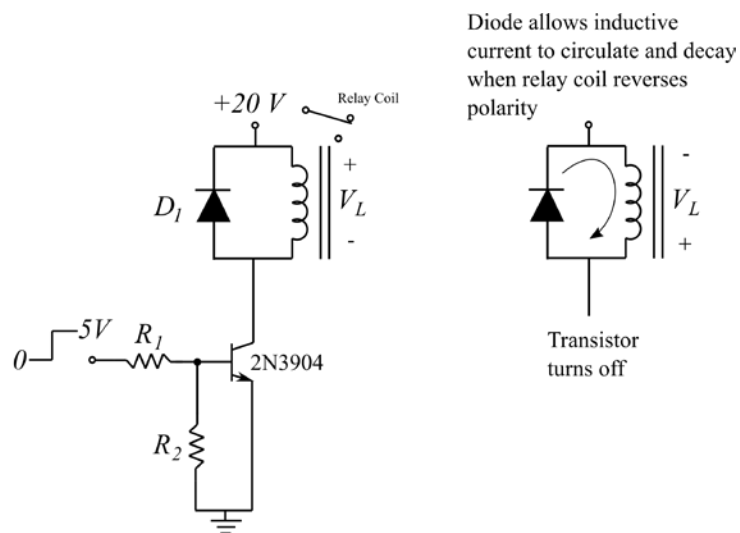 Diode allows inductive
current to circulate and decay
when relay coil reverses
polarity
+20 V
Relay Coil
D1
+
VL
-
-
VL
+
0
5V
R1
2N3904
R2
Transistor
turns off